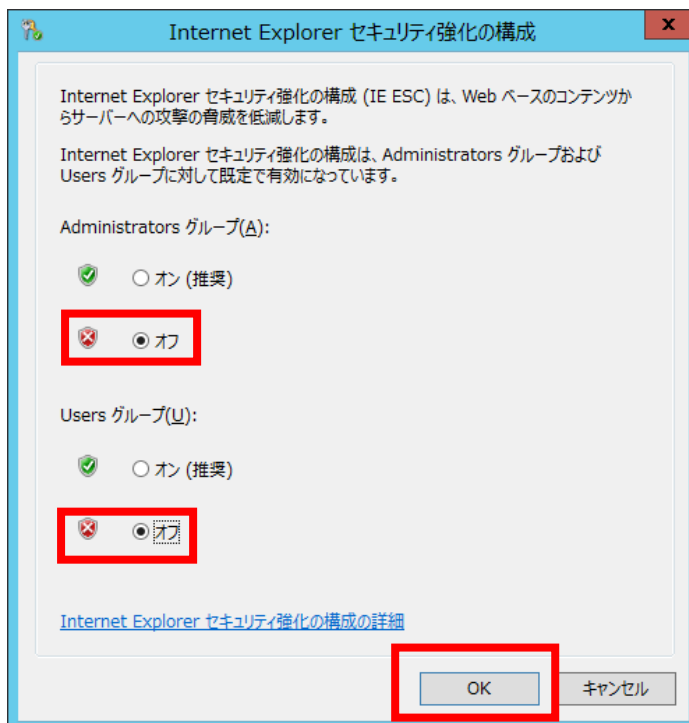 Internet Explorer セキュリティ強化の構成
x
Internet Explorer セキュリティ強化の構成 (IE ESC) は、Web ベースのコンテンツか
らサーバーへの攻撃の脅威を低減します。
Internet Explorer セキュリティ強化の構成は、Administrators グループおよび
Users グループに対して既定で有効になっています。
Administrators グループ(A):
オン (推奨)
オフ
Users グループ(U):
オン (推奨)
オフ
Internet Explorer セキュリティ強化の構成の詳細
OK
キャンセル